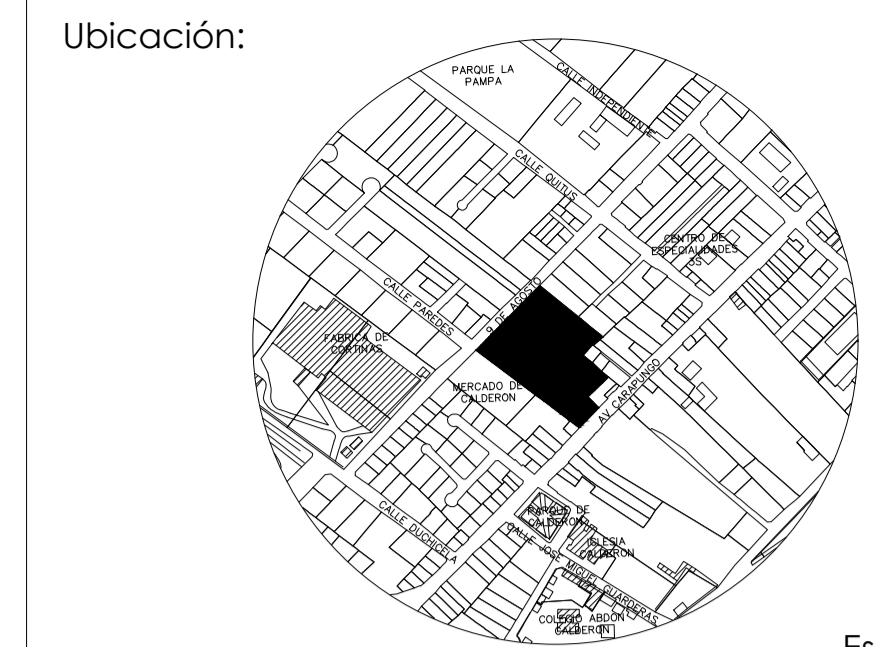 Ubicación:
PARQUE LA
PAMPA
CALLE INDEPENDIENTE
CALLE QUITUS
CENTRO DE
ESPECIALIDADES
3S
9 DE AGOSTO
CALLE PAREDES
FABRICA DE
CORTINAS
MERCADO DE
CALDERON
AV CARAPUNGO
PARQUE DE
CALDERON
IGLESIA
CALDERON
CALLE DUCHICELA
CALLE JOSE MIGUEL GUARDERAS
COLEGIO ABDON
CALDERON
Es